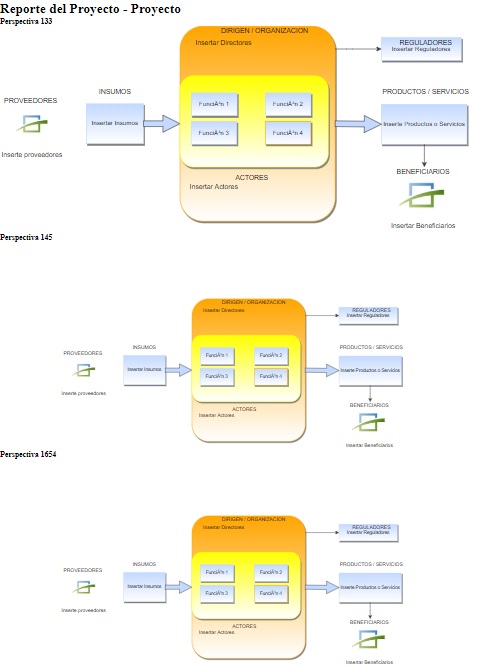 Reporte del Proyecto - Proyecto
Perspectiva 133
DIRIGEN / ORGANIZACION
Insertar Directores
REGULADORES
Insertar Reguladores
PROVEEDORES
Inserte proveedores
INSUMOS
Insertar Insumos
FunciÃ³n 1
FunciÃ³n 2
FunciÃ³n 3
FunciÃ³n 4
PRODUCTOS / SERVICIOS
Inserte Productos o Servicios
ACTORES
Insertar Actores
BENEFICIARIOS
Insertar Beneficiarios
Perspectiva 145
DIRIGEN / ORGANIZACION
Insertar Directores
REGULADORES
Insertar Reguladores
PROVEEDORES
Inserte proveedores
INSUMOS
Insertar Insumos
FunciÃ³n 1
FunciÃ³n 2
FunciÃ³n 3
FunciÃ³n 4
PRODUCTOS / SERVICIOS
Inserte Productos o Servicios
ACTORES
Insertar Actores
BENEFICIARIOS
Insertar Beneficiarios
Perspectiva 1654
DIRIGEN / ORGANIZACION
Insertar Directores
REGULADORES
Insertar Reguladores
PROVEEDORES
Inserte proveedores
INSUMOS
Insertar Insumos
FunciÃ³n 1
FunciÃ³n 2
FunciÃ³n 3
FunciÃ³n 4
PRODUCTOS / SERVICIOS
Inserte Productos o Servicios
ACTORES
Insertar Actores
BENEFICIARIOS
Insertar Beneficiarios